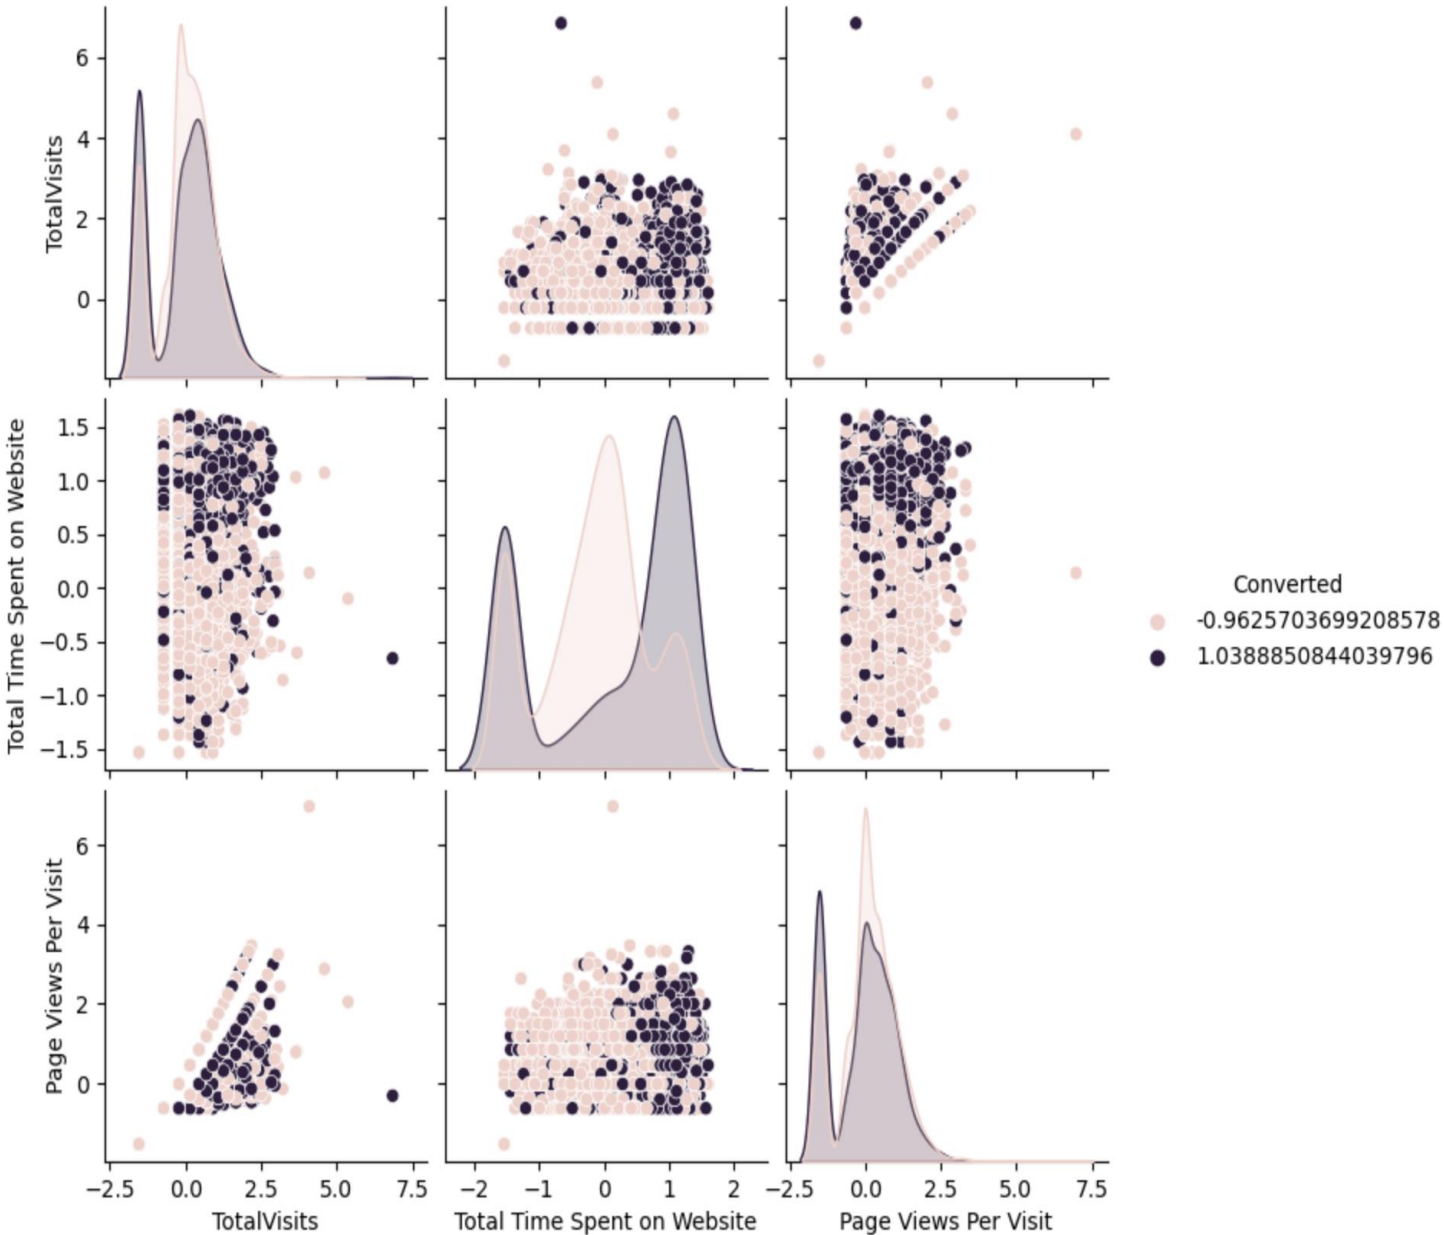 6
4
2
0
TotalVisits
1.5
1.0
0.5
0.0
−0.5
−1.0
−1.5
Total Time Spent on Website
Converted
-0.9625703699208578
1.0388850844039796
6
4
2
0
Page Views Per Visit
−2.5 0.0 2.5 5.0 7.5
TotalVisits
−2 −1 0 1 2
Total Time Spent on Website
−2.5 0.0 2.5 5.0 7.5
Page Views Per Visit